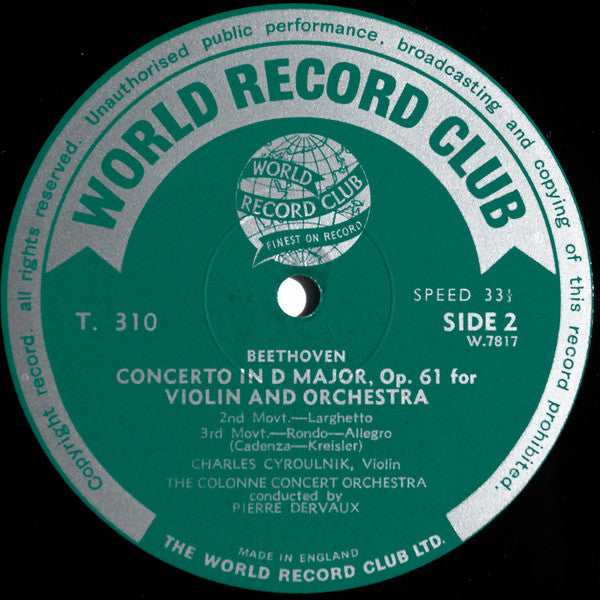 Copyright record. all rights reserved. Unauthorised public performance, broadcasting and copying of this record prohibited.
WORLD RECORD CLUB
WORLD
RECORD CLUB
FINEST ON RECORD
SPEED 33⅓
T. 310
SIDE 2
W.7817
BEETHOVEN
CONCERTO IN D MAJOR, Op. 61 for
VIOLIN AND ORCHESTRA
2nd Movt.—Larghetto
3rd Movt.—Rondo—Allegro
(Cadenza—Kreisler)
CHARLES CYROULNIK, Violin
THE COLONNE CONCERT ORCHESTRA
conducted by
PIERRE DERVAUX
MADE IN ENGLAND
THE WORLD RECORD CLUB LTD.